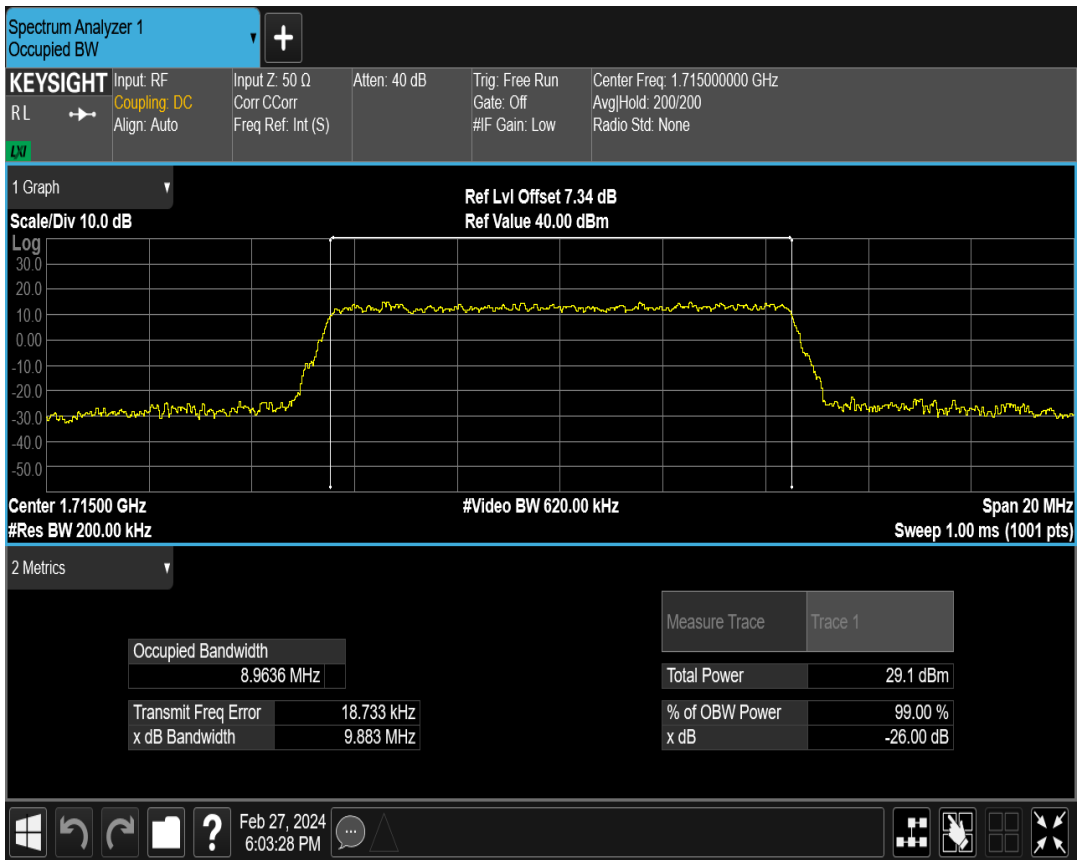 Spectrum Analyzer 1
Occupied BW
KEYSIGHT
R L
LXI
Input: RF
Coupling: DC
Align: Auto
Input Z: 50 Ω
Corr CCorr
Freq Ref: Int (S)
Atten: 40 dB
Trig: Free Run
Gate: Off
#IF Gain: Low
Center Freq: 1.715000000 GHz
Avg|Hold: 200/200
Radio Std: None
1 Graph
Scale/Div 10.0 dB
Ref Lvl Offset 7.34 dB
Ref Value 40.00 dBm
Log
30.0
20.0
10.0
0.00
-10.0
-20.0
-30.0
-40.0
-50.0
Center 1.71500 GHz
#Res BW 200.00 kHz
#Video BW 620.00 kHz
Span 20 MHz
Sweep 1.00 ms (1001 pts)
2 Metrics
Occupied Bandwidth
8.9636 MHz
Transmit Freq Error 18.733 kHz
x dB Bandwidth 9.883 MHz
Measure Trace Trace 1
Total Power 29.1 dBm
% of OBW Power 99.00 %
x dB -26.00 dB
?
Feb 27, 2024
6:03:28 PM